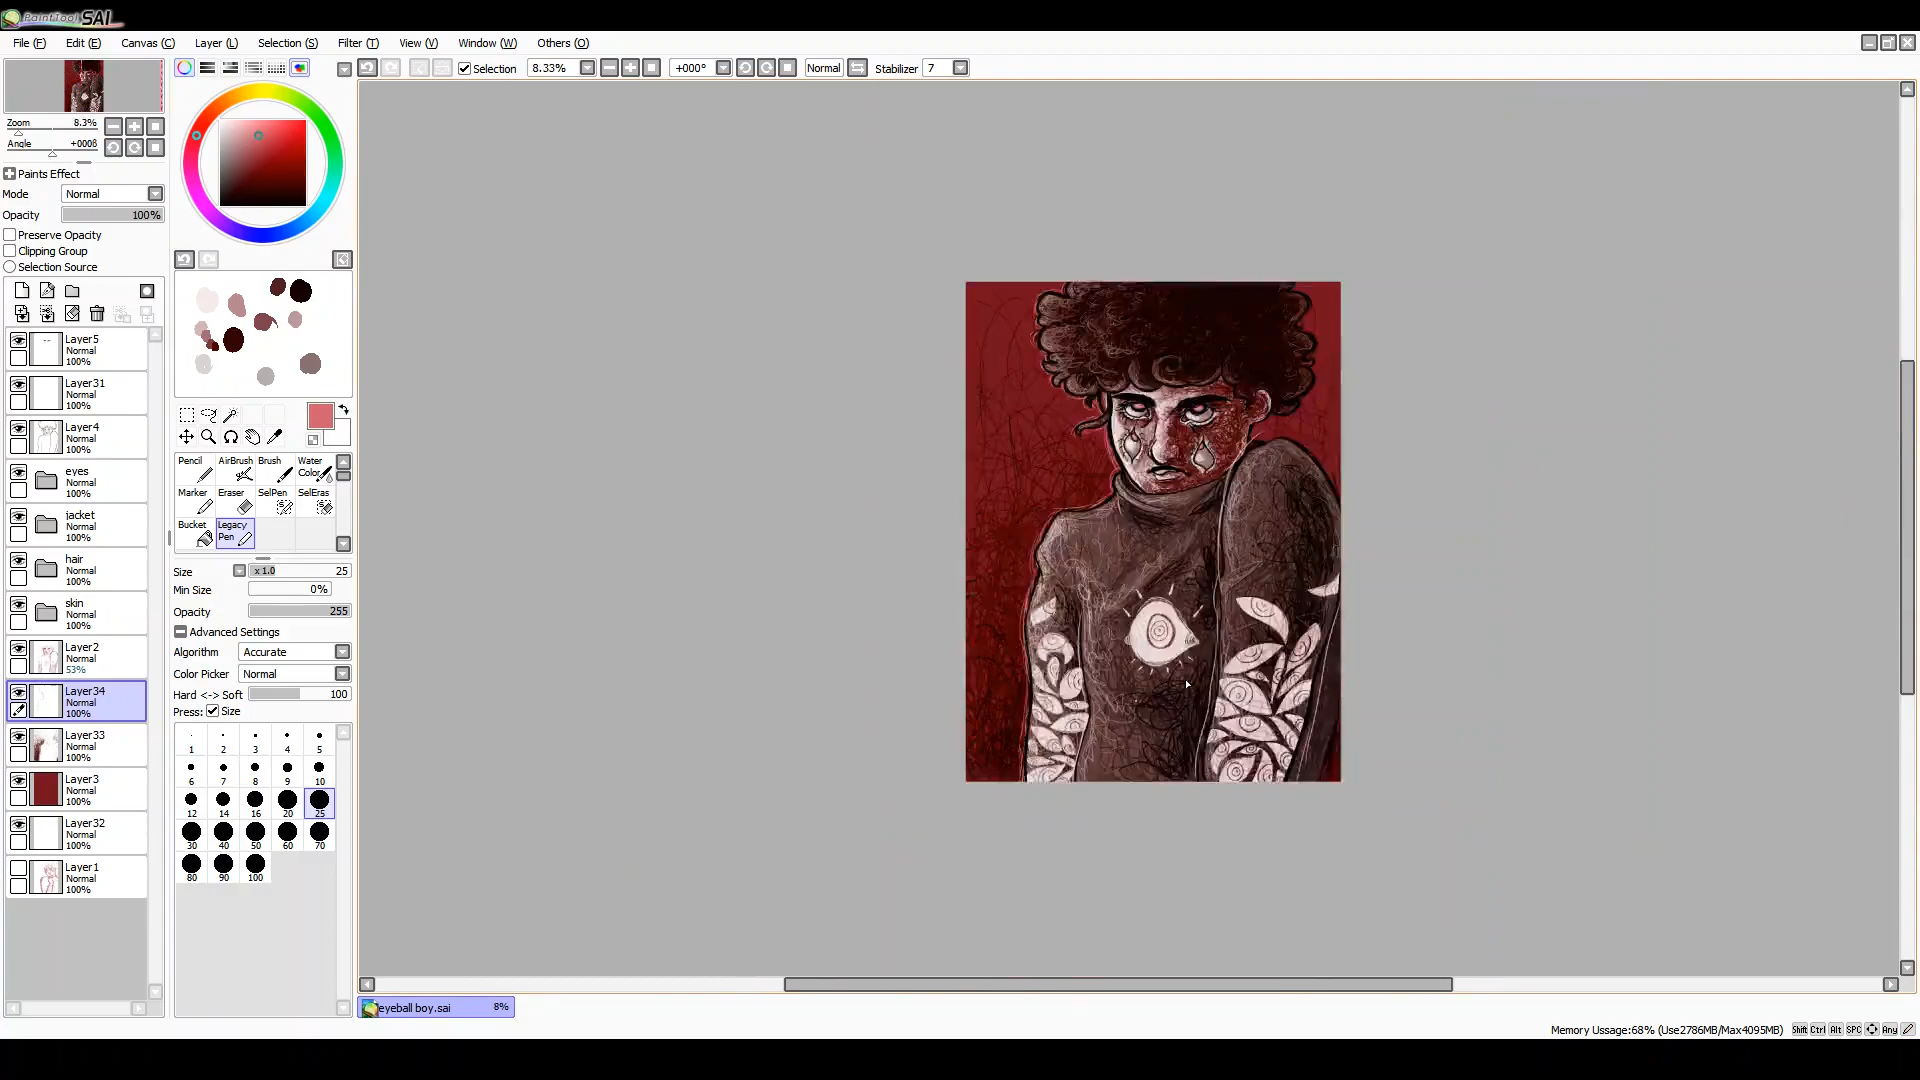 PaintTool SAI
File (F) Edit (E) Canvas (C) Layer (L) Selection (S) Filter (T) View (V) Window (W) Others (O)
Selection 8.33% +000° Normal Stabilizer 7
Zoom 8.3%
Angle +000ß
Paints Effect
Mode Normal
Opacity 100%
Preserve Opacity
Clipping Group
Selection Source
Layer5
Normal
100%
Layer31
Normal
100%
Layer4
Normal
100%
eyes
Normal
100%
jacket
Normal
100%
hair
Normal
100%
skin
Normal
100%
Layer2
Normal
53%
Layer34
Normal
100%
Layer33
Normal
100%
Layer3
Normal
100%
Layer32
Normal
100%
Layer1
Normal
100%
Pencil AirBrush Brush Water Color
Marker Eraser SelPen SelEras
Bucket Legacy Pen
Size x 1.0 25
Min Size 0%
Opacity 255
Advanced Settings
Algorithm Accurate
Color Picker Normal
Hard <-> Soft 100
Press: Size
1 2 3 4 5
6 7 8 9 10
12 14 16 20 25
30 40 50 60 70
80 90 100
eyeball boy.sai 8%
Memory Ussage:68% (Use2786MB/Max4095MB) Shift Ctrl Alt SPC Any